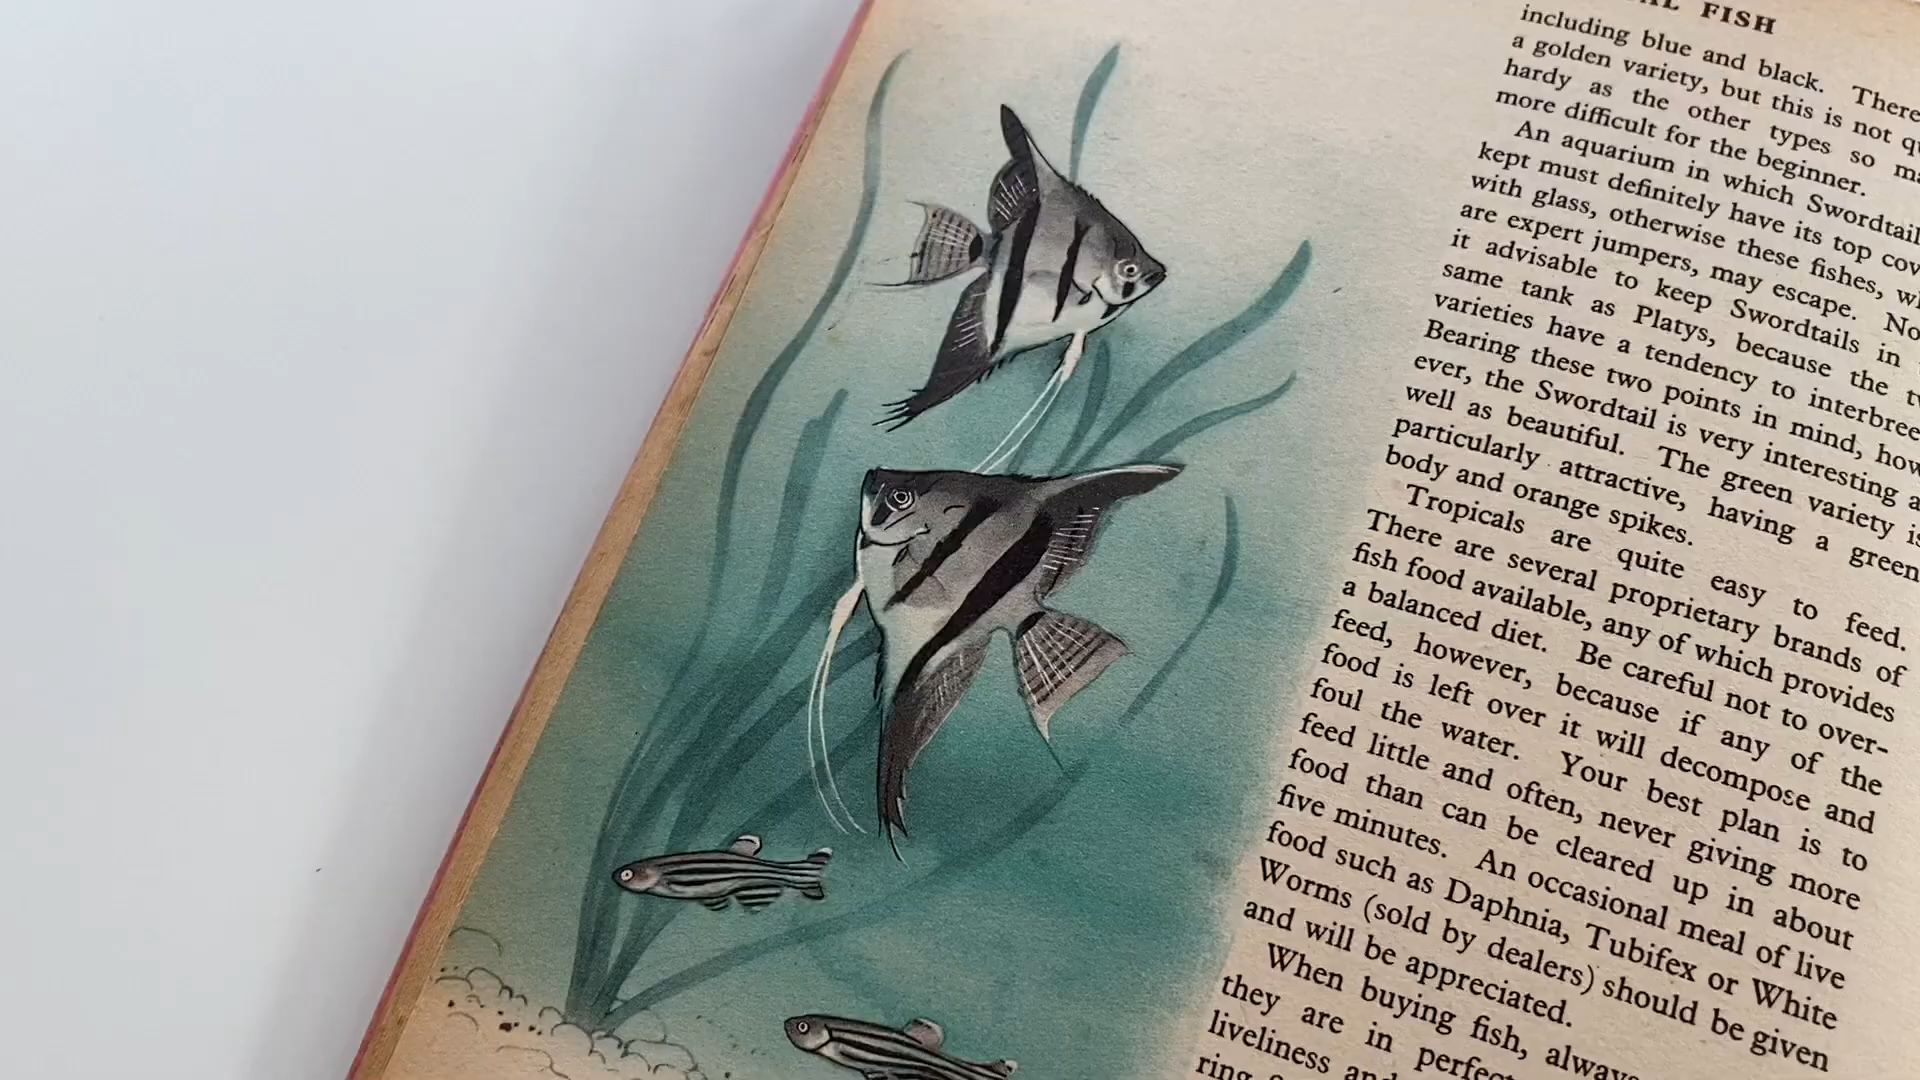 FISH
including blue and black. There
a golden variety, but this is not
hardy as the other types so
more difficult for the beginner.
An aquarium in which Swordtail
kept must definitely have its top
with glass, otherwise these fishes,
are expert jumpers, may escape.
it advisable to keep Swordtails in
same tank as Platys, because the
varieties have a tendency to interbree
Bearing these two points in mind, how
ever, the Swordtail is very interesting
well as beautiful. The green variety is
particularly attractive, having a green
body and orange spikes.
Tropicals are quite easy to feed.
There are several proprietary brands of
fish food available, any of which provides
a balanced diet. Be careful not to over-
feed, however, because if any of the
food is left over it will decompose and
foul the water. Your best plan is to
feed little and often, never giving more
food than can be cleared up in about
five minutes. An occasional meal of live
food such as Daphnia, Tubifex or White
Worms (sold by dealers) should be given
and will be appreciated.
When buying fish, always
they are in perfect
liveliness and